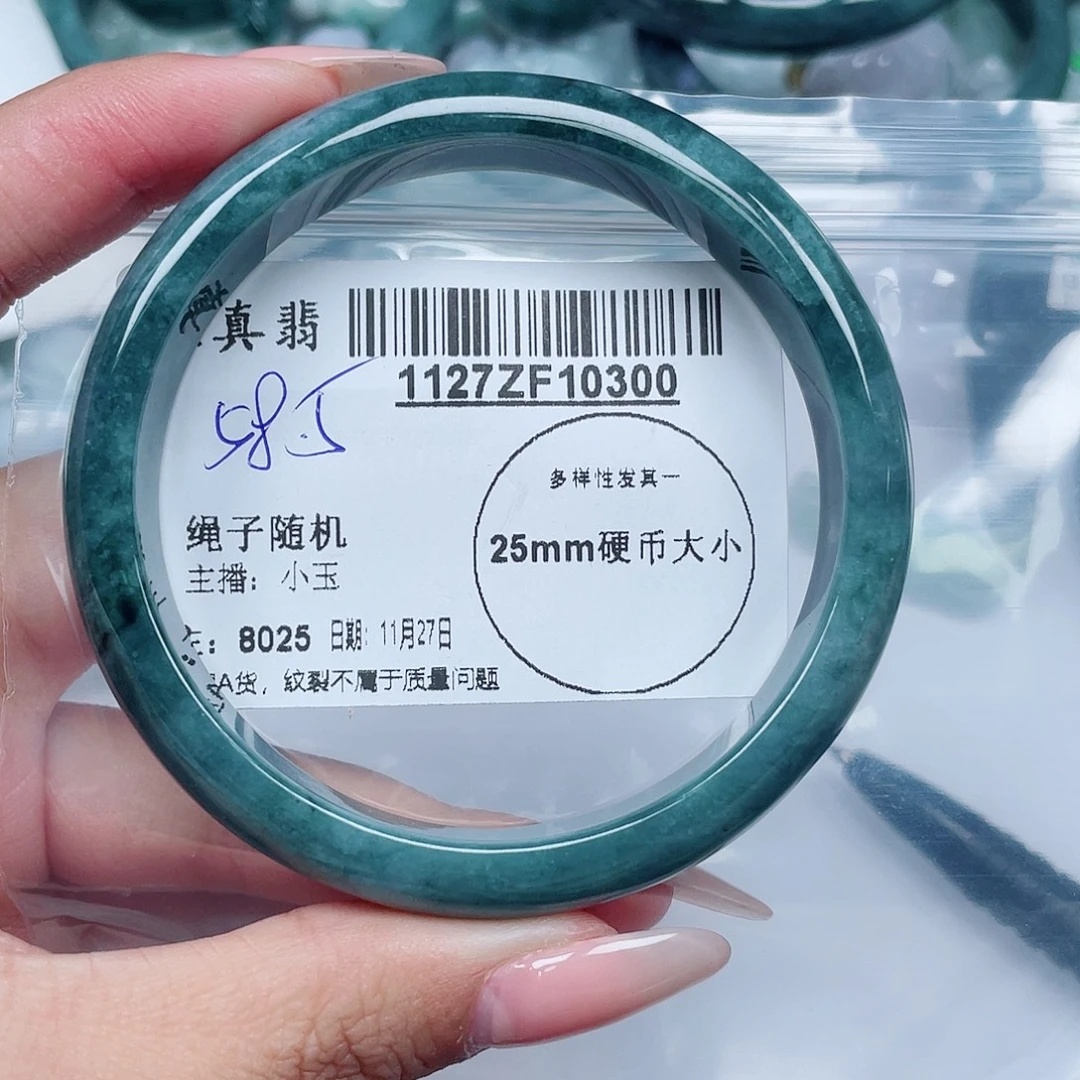 真翡
1127ZF10300
58.5
多样性发其一
25mm硬币大小
绳子随机
主播：小玉
：8025 日期：11月27日
A货，纹裂不属于质量问题